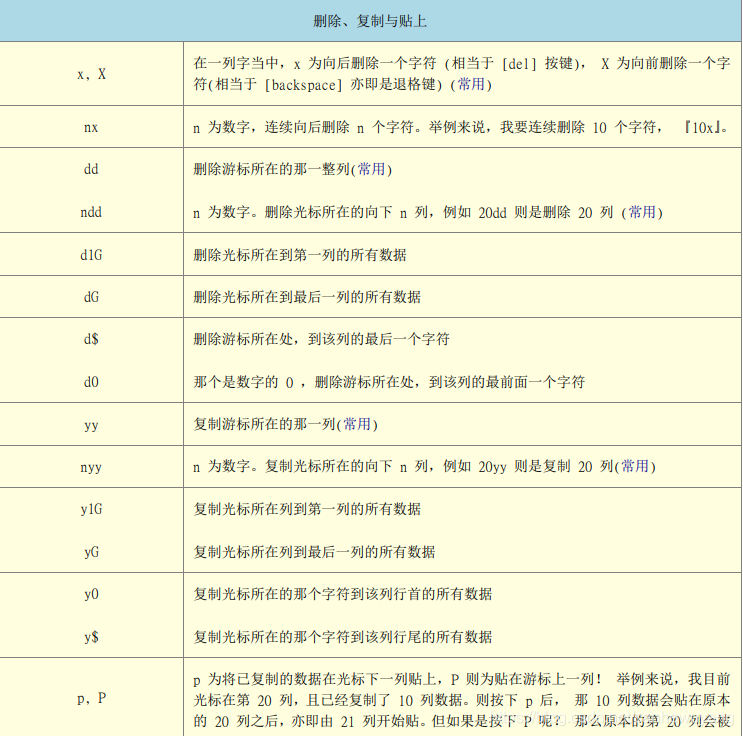 删除、复制与贴上
x, X
在一列字当中，x 为向后删除一个字符 (相当于 [del] 按键)， X 为向前删除一个字
符(相当于 [backspace] 亦即是退格键) (常用)
nx
n 为数字，连续向后删除 n 个字符。举例来说，我要连续删除 10 个字符， 『10x』。
dd
删除游标所在的那一整列(常用)
ndd
n 为数字。删除光标所在的向下 n 列，例如 20dd 则是删除 20 列 (常用)
d1G
删除光标所在到第一列的所有数据
dG
删除光标所在到最后一列的所有数据
d$
删除游标所在处，到该列的最后一个字符
d0
那个是数字的 0 ，删除游标所在处，到该列的最前面一个字符
yy
复制游标所在的那一列(常用)
nyy
n 为数字。复制光标所在的向下 n 列，例如 20yy 则是复制 20 列(常用)
y1G
复制光标所在列到第一列的所有数据
yG
复制光标所在列到最后一列的所有数据
y0
复制光标所在的那个字符到该列行首的所有数据
y$
复制光标所在的那个字符到该列行尾的所有数据
p, P
p 为将已复制的数据在光标下一列贴上，P 则为贴在游标上一列！ 举例来说，我目前
光标在第 20 列，且已经复制了 10 列数据。则按下 p 后， 那 10 列数据会贴在原本
的 20 列之后，亦即由 21 列开始贴。但如果是按下 P 呢？ 那么原本的第 20 列会被